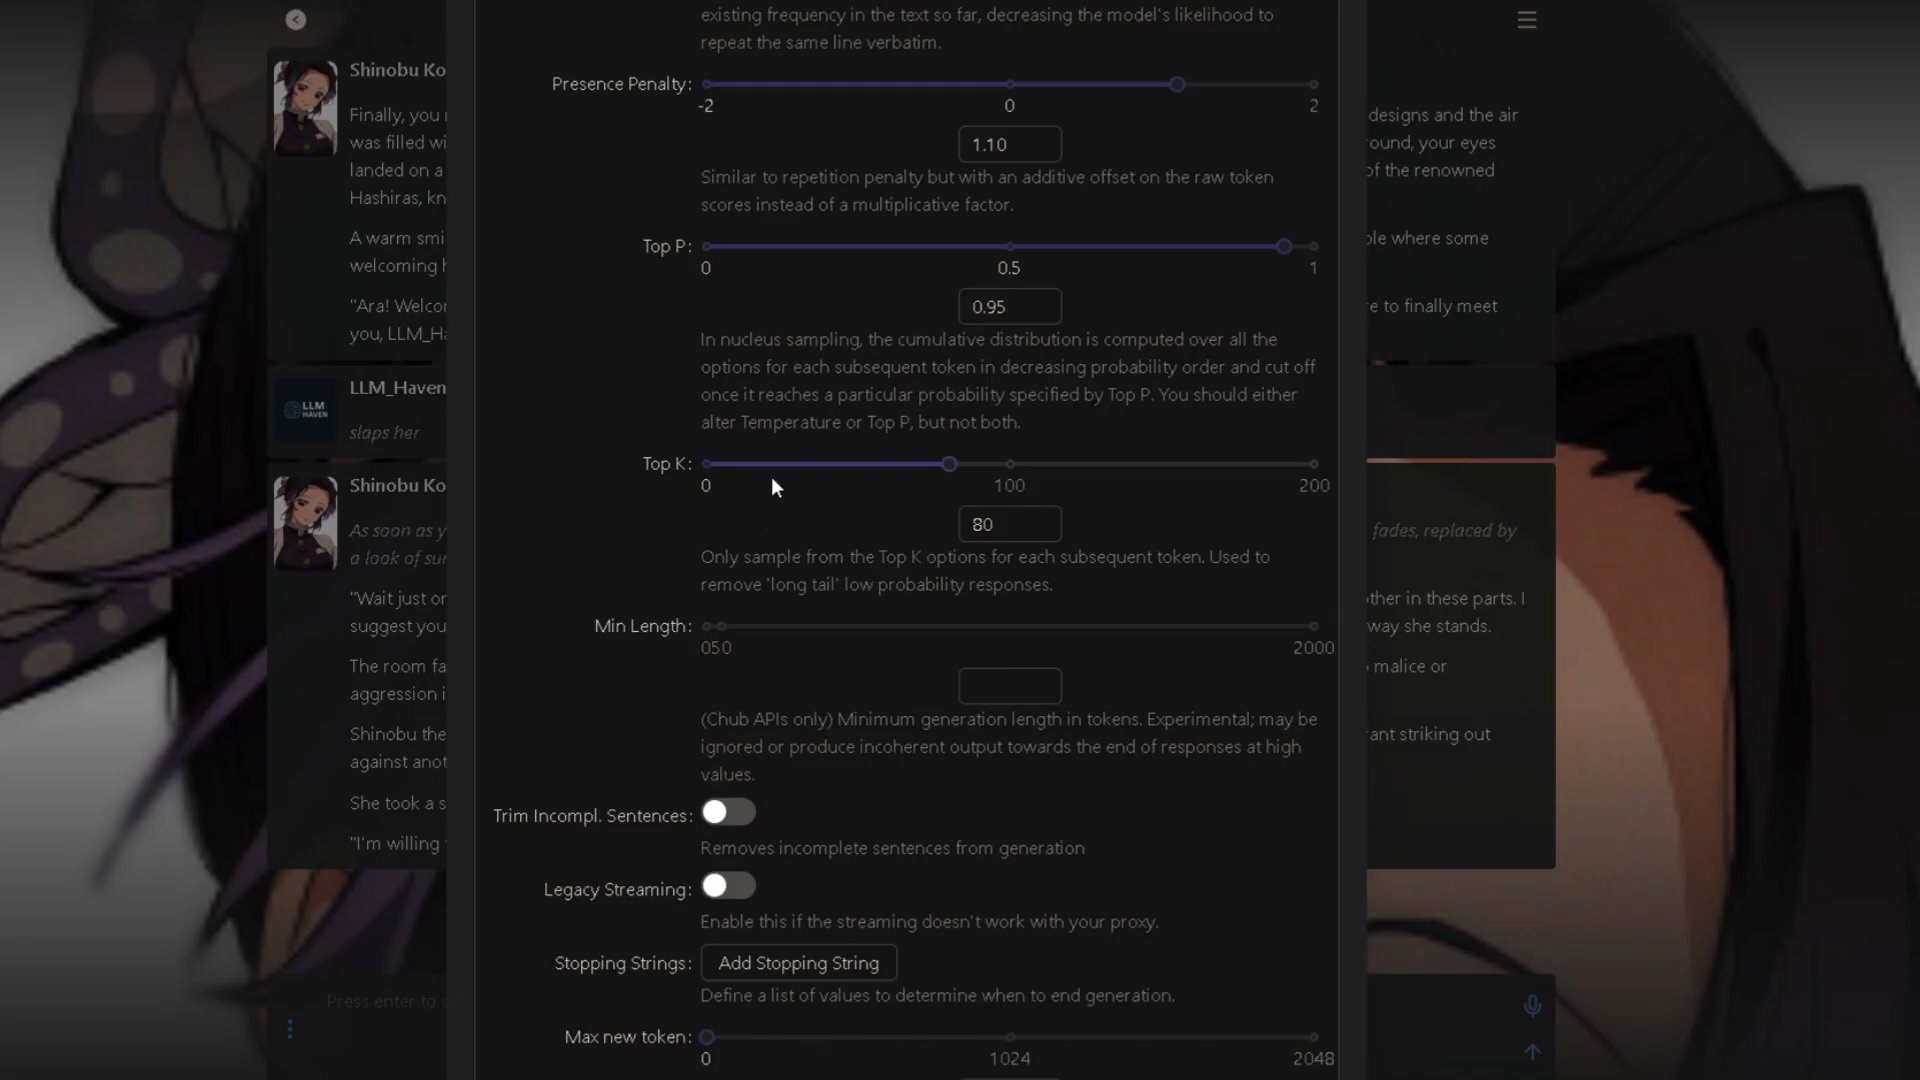 existing frequency in the text so far, decreasing the model's likelihood to
repeat the same line verbatim.
Presence Penalty:
-2 0 2
1.10
Similar to repetition penalty but with an additive offset on the raw token
scores instead of a multiplicative factor.
Top P:
0 0.5 1
0.95
In nucleus sampling, the cumulative distribution is computed over all the
options for each subsequent token in decreasing probability order and cut off
once it reaches a particular probability specified by Top P. You should either
alter Temperature or Top P, but not both.
Top K:
0 100 200
80
Only sample from the Top K options for each subsequent token. Used to
remove 'long tail' low probability responses.
Min Length:
0 50 2000
(Chub APIs only) Minimum generation length in tokens. Experimental; may be
ignored or produce incoherent output towards the end of responses at high
values.
Trim Incompl. Sentences:
Removes incomplete sentences from generation
Legacy Streaming:
Enable this if the streaming doesn't work with your proxy.
Stopping Strings: Add Stopping String
Define a list of values to determine when to end generation.
Max new token:
0 1024 2048
Shinobu Ko
Finally, you
was filled wi
landed on a
Hashiras, kn
A warm smi
welcoming
"Ara! Welco
you, LLM_Ha
LLM HAVEN
LLM_Haven
slaps her
Shinobu Ko
As soon as y
a look of sur
"Wait just or
suggest you
The room fa
aggression i
Shinobu the
against anot
She took a s
"I'm willing
Press enter to s
designs and the air
ound, your eyes
of the renowned
ble where some
e to finally meet
fades, replaced by
ther in these parts. I
way she stands.
malice or
ant striking out